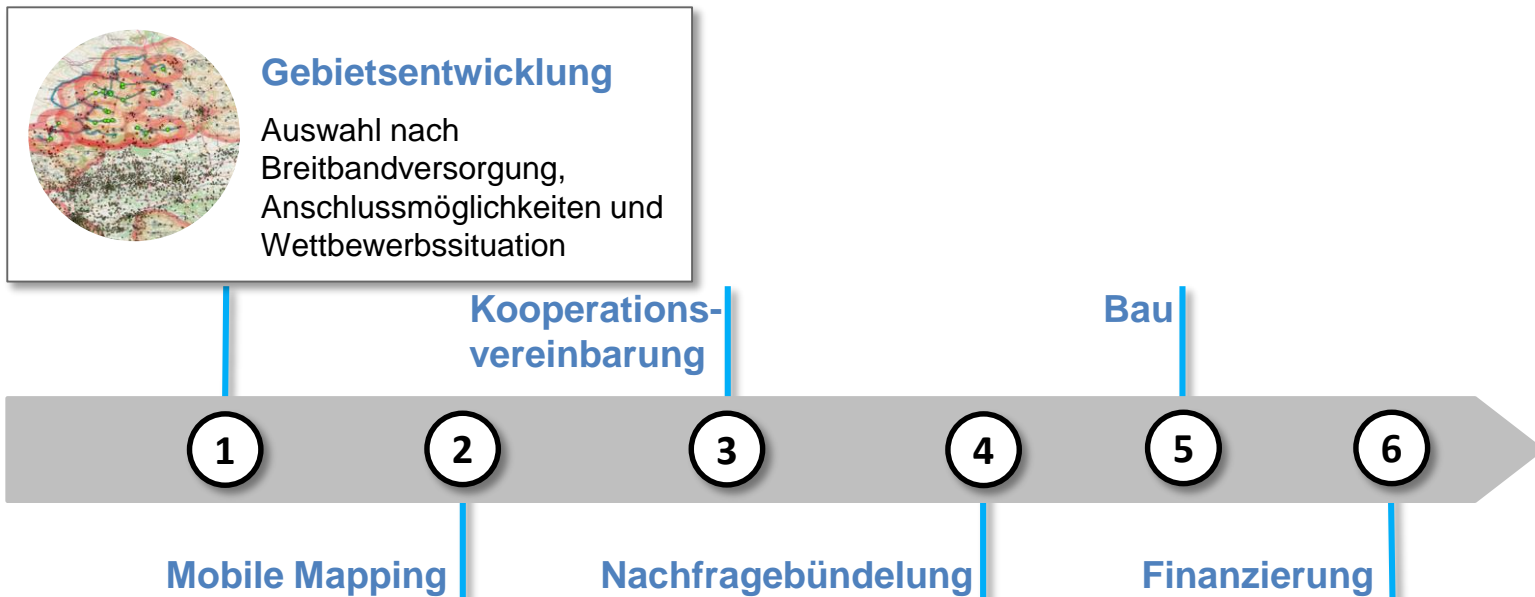 Gebietsentwicklung
Auswahl nach
Breitbandversorgung,
Anschlussmöglichkeiten und
Wettbewerbssituation
Kooperations-
vereinbarung
Bau
1
2
3
4
5
6
Mobile Mapping
Nachfragebündelung
Finanzierung